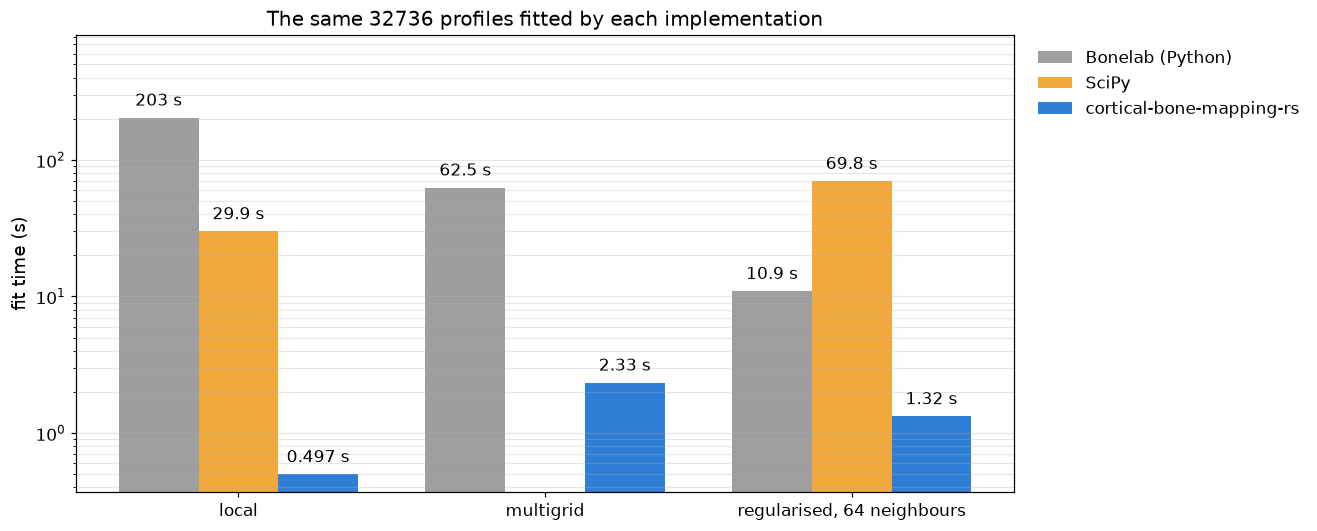 The same 32736 profiles fitted by each implementation
fit time (s)
10²
10¹
10⁰
203 s
29.9 s
0.497 s
62.5 s
2.33 s
10.9 s
69.8 s
1.32 s
local
multigrid
regularised, 64 neighbours
Bonelab (Python)
SciPy
cortical-bone-mapping-rs